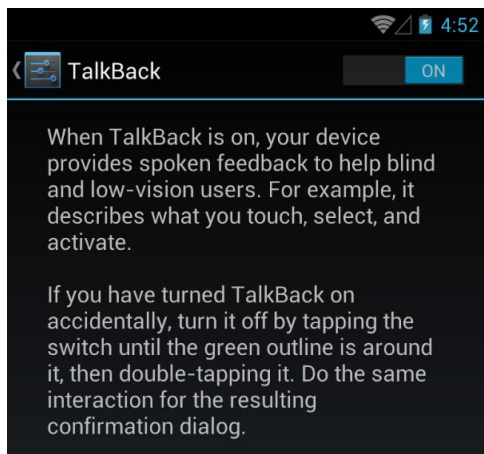 4:52
TalkBack
ON
When TalkBack is on, your device
provides spoken feedback to help blind
and low-vision users. For example, it
describes what you touch, select, and
activate.
If you have turned TalkBack on
accidentally, turn it off by tapping the
switch until the green outline is around
it, then double-tapping it. Do the same
interaction for the resulting
confirmation dialog.